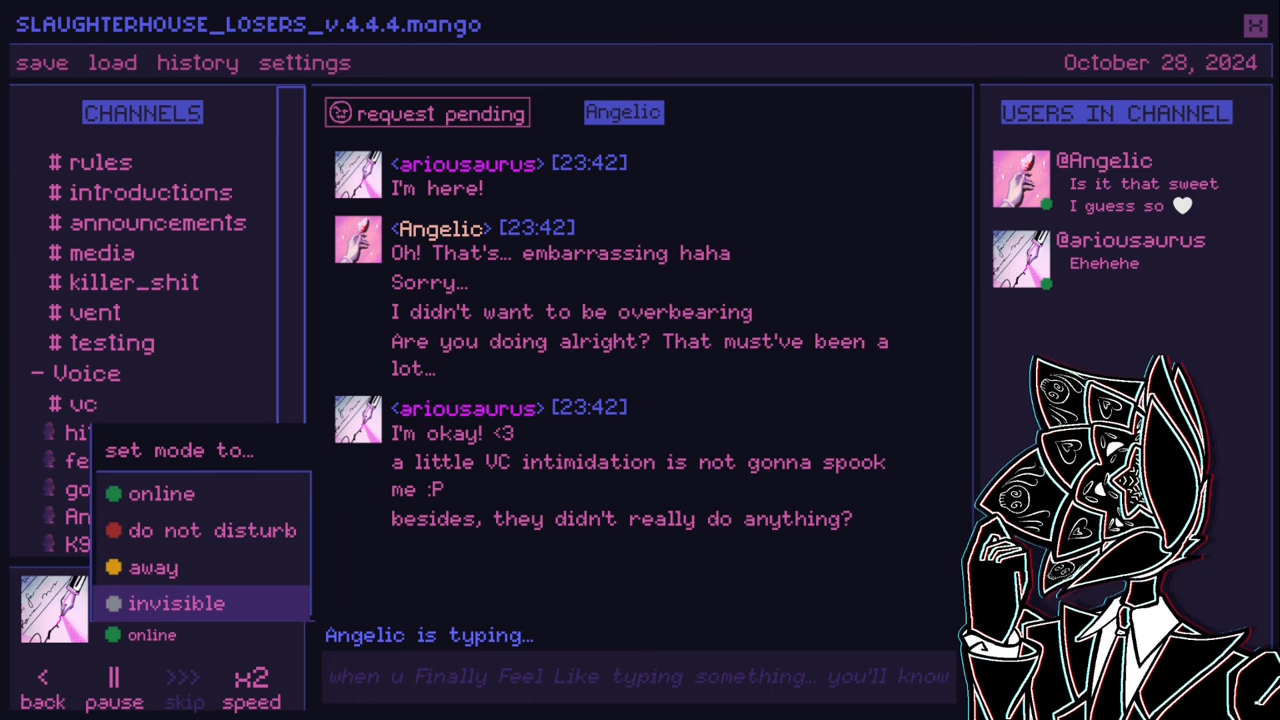 SLAUGHTERHOUSE_LOSERS_v.4.4.4.mango
x
save load history settings
October 28, 2024
CHANNELS
# rules
# introductions
# announcements
# media
# killer_shit
# vent
# testing
- Voice
# vc
hi
fe
go
An
K9
set mode to...
online
do not disturb
away
invisible
online
< || >>> x2
back pause skip speed
request pending
Angelic
<ariousaurus> [23:42]
I'm here!
<Angelic> [23:42]
Oh! That's... embarrassing haha
Sorry...
I didn't want to be overbearing
Are you doing alright? That must've been a
lot...
<ariousaurus> [23:42]
I'm okay! <3
a little VC intimidation is not gonna spook
me :P
besides, they didn't really do anything?
Angelic is typing...
when u Finally Feel Like typing something... you'll know
USERS IN CHANNEL
@Angelic
Is it that sweet
I guess so 🤍
@ariousaurus
Ehehehe